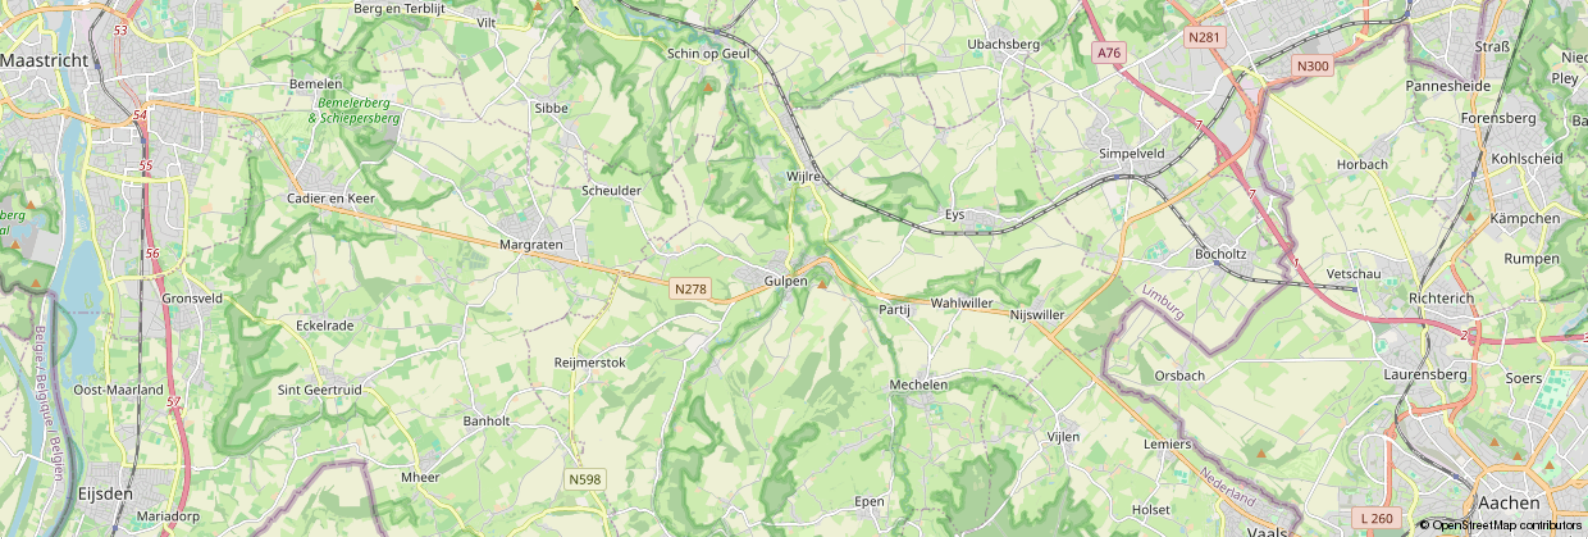 Berg en Terblijt
53
Vilt
N281
Ubachsberg
Straß
Schin op Geul
A76
Maastricht
N300
Pley
Bemelen
Pannesheide
Bemelerberg
& Schiepersberg
Sibbe
54
Forensberg
7
Simpelveld
Kohlscheid
55
Horbach
Wijlre
Scheulder
7
Cadier en Keer
berg
Eys
Kämpchen
Margraten
56
Bocholtz
Rumpen
1
Vetschau
Gulpen
N278
Limburg
Gronsveld
Wahlwiller
Richterich
Partij
Nijswiller
Eckelrade
2
België / Belgique / Belgien
Reijmerstok
Orsbach
Laurensberg
Soers
Oost-Maarland
Sint Geertruid
Mechelen
57
Banholt
Vijlen
Lemiers
Mheer
N598
Nederland
Eijsden
Epen
Aachen
Holset
Mariadorp
L 260
© OpenStreetMap contributors
Vaals